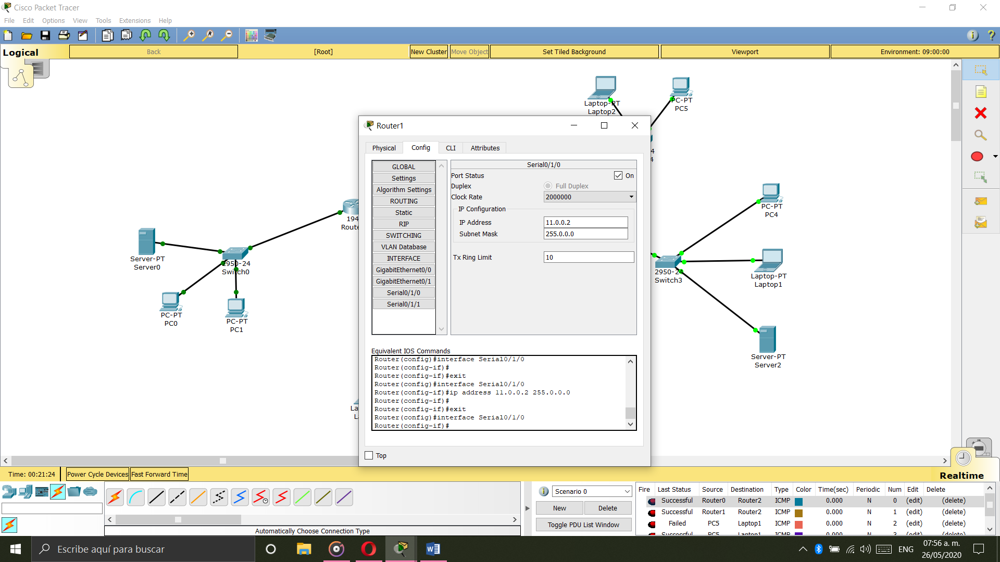 Cisco Packet Tracer
File Edit Options View Tools Extensions Help
Logical
Back
[Root]
New Cluster
Move Object
Set Tiled Background
Viewport
Environment: 09:00:00
Laptop-PT
Laptop2
PC-PT
PC5
Router1
Physical
Config
CLI
Attributes
GLOBAL
Settings
Algorithm Settings
ROUTING
Static
RIP
SWITCHING
VLAN Database
INTERFACE
GigabitEthernet0/0
GigabitEthernet0/1
Serial0/1/0
Serial0/1/1
Serial0/1/0
Port Status
On
Duplex
Full Duplex
Clock Rate
2000000
IP Configuration
IP Address
11.0.0.2
Subnet Mask
255.0.0.0
Tx Ring Limit
10
Equivalent IOS Commands
Router(config)#interface Serial0/1/0
Router(config-if)#
Router(config-if)#exit
Router(config)#interface Serial0/1/0
Router(config-if)#ip address 11.0.0.2 255.0.0.0
Router(config-if)#
Router(config-if)#exit
Router(config)#interface Serial0/1/0
Router(config-if)#
Top
194
Route
Server-PT
Server0
2950-24
Switch0
PC-PT
PC0
PC-PT
PC1
La
L
4
4
PC-PT
PC4
2950-24
Switch3
Laptop-PT
Laptop1
Server-PT
Server2
Time: 00:21:24
Power Cycle Devices
Fast Forward Time
Realtime
Automatically Choose Connection Type
Scenario 0
New
Delete
Toggle PDU List Window
Fire Last Status Source Destination Type Color Time(sec) Periodic Num Edit Delete
Successful Router0 Router2 ICMP 0.000 N 0 (edit) (delete)
Successful Router1 Router2 ICMP 0.000 N 1 (edit) (delete)
Failed PC5 Laptop1 ICMP 0.000 N 2 (edit) (delete)
Successful PC5 Laptop1 ICMP 0.000 N 3 (edit) (delete)
Escribe aquí para buscar
ENG
07:56 a. m.
26/05/2020